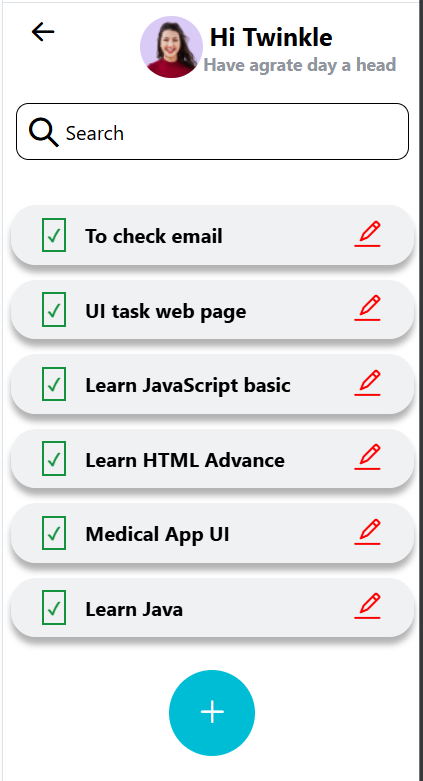 Hi Twinkle
Have agrate day a head
Search
To check email
UI task web page
Learn JavaScript basic
Learn HTML Advance
Medical App UI
Learn Java